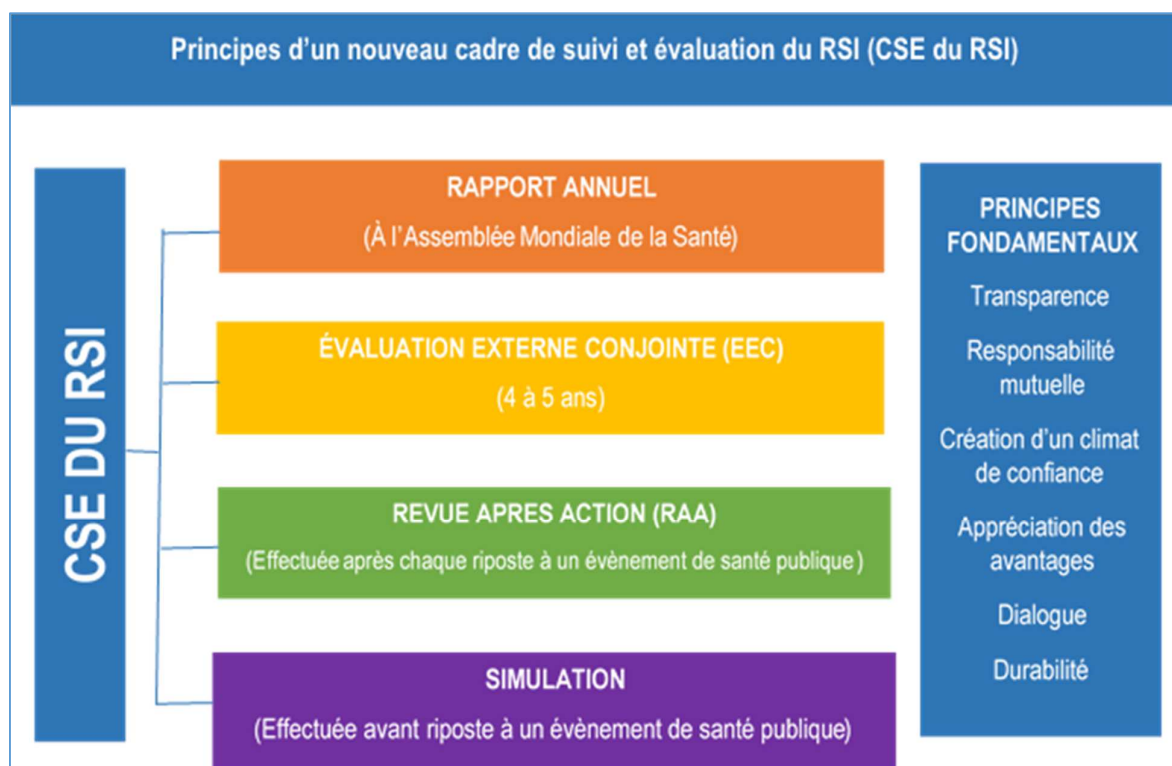 Principes d’un nouveau cadre de suivi et évaluation du RSI (CSE du RSI)
CSE DU RSI
RAPPORT ANNUEL
(À l’Assemblée Mondiale de la Santé)
ÉVALUATION EXTERNE CONJOINTE (EEC)
(4 à 5 ans)
REVUE APRES ACTION (RAA)
(Effectuée après chaque riposte à un évènement de santé publique )
SIMULATION
(Effectuée avant riposte à un évènement de santé publique)
PRINCIPES
FONDAMENTAUX
Transparence
Responsabilité
mutuelle
Création d’un climat
de confiance
Appréciation des
avantages
Dialogue
Durabilité